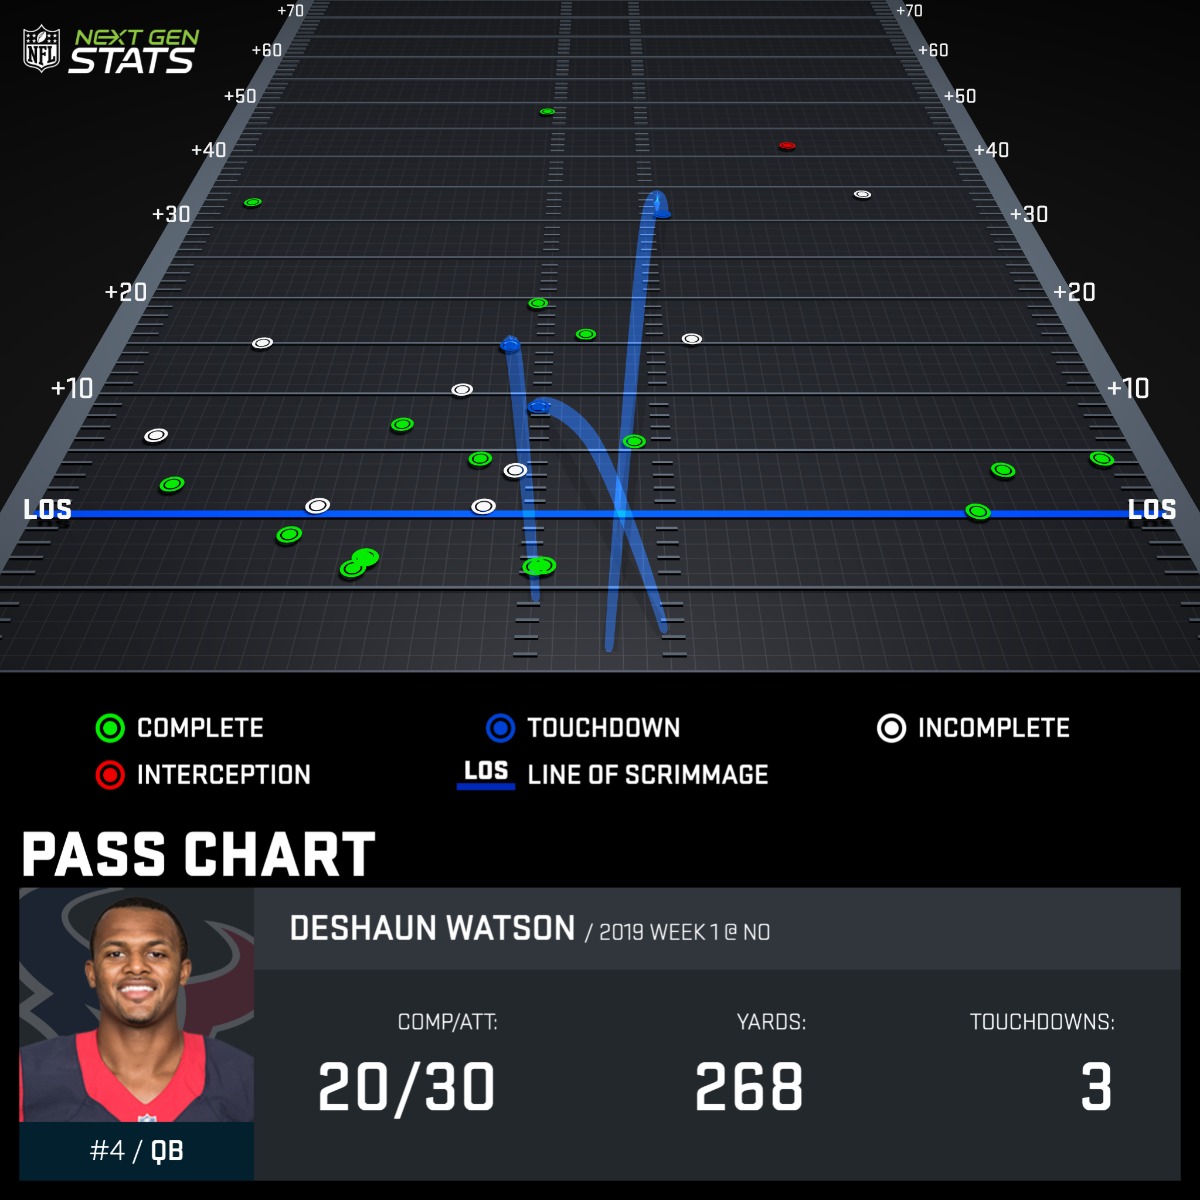 +70 +70
NFL NEXT GEN STATS
+60 +60
+50 +50
+40 +40
+30 +30
+20 +20
+10 +10
LOS LOS
COMPLETE TOUCHDOWN INCOMPLETE
INTERCEPTION LOS LINE OF SCRIMMAGE
PASS CHART
DESHAUN WATSON / 2019 WEEK 1 @ NO
COMP/ATT: YARDS: TOUCHDOWNS:
20/30 268 3
#4 / QB